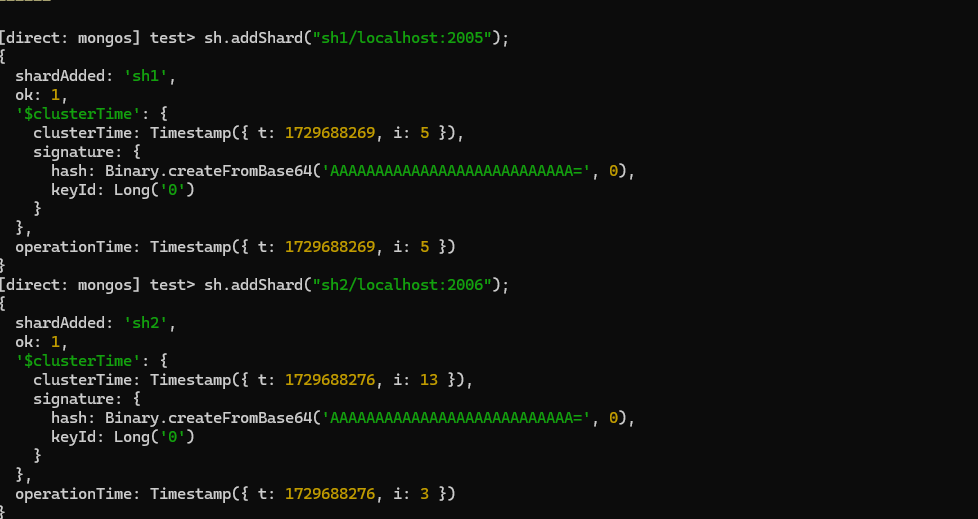 [direct: mongos] test> sh.addShard("sh1/localhost:2005");
{
  shardAdded: 'sh1',
  ok: 1,
  '$clusterTime': {
    clusterTime: Timestamp({ t: 1729688269, i: 5 }),
    signature: {
      hash: Binary.createFromBase64('AAAAAAAAAAAAAAAAAAAAAAAAAAA=', 0),
      keyId: Long('0')
    }
  },
  operationTime: Timestamp({ t: 1729688269, i: 5 })
}
[direct: mongos] test> sh.addShard("sh2/localhost:2006");
{
  shardAdded: 'sh2',
  ok: 1,
  '$clusterTime': {
    clusterTime: Timestamp({ t: 1729688276, i: 13 }),
    signature: {
      hash: Binary.createFromBase64('AAAAAAAAAAAAAAAAAAAAAAAAAAA=', 0),
      keyId: Long('0')
    }
  },
  operationTime: Timestamp({ t: 1729688276, i: 3 })
}